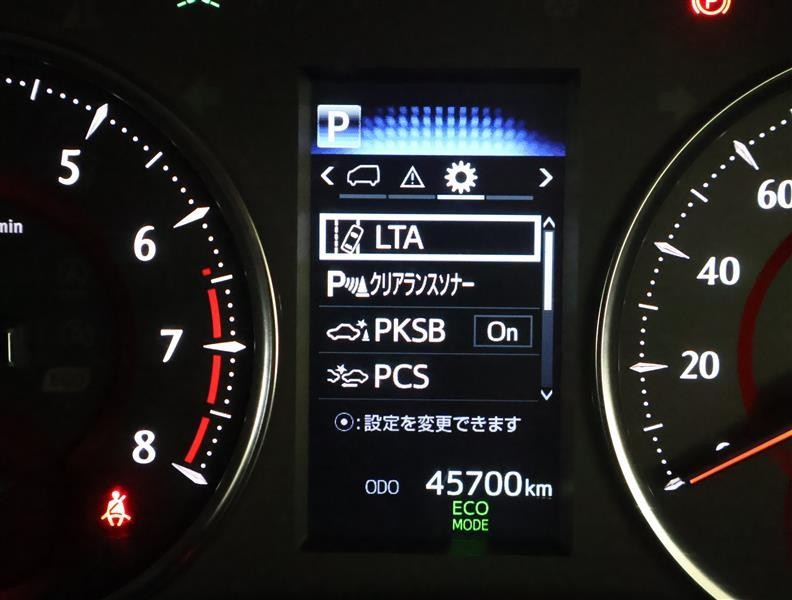 P
5
6
7
8
min
P
LTA
Pクリアランスソナー
PKSB On
PCS
:設定を変更できます
ODO 45700km
ECO
MODE
60
40
20